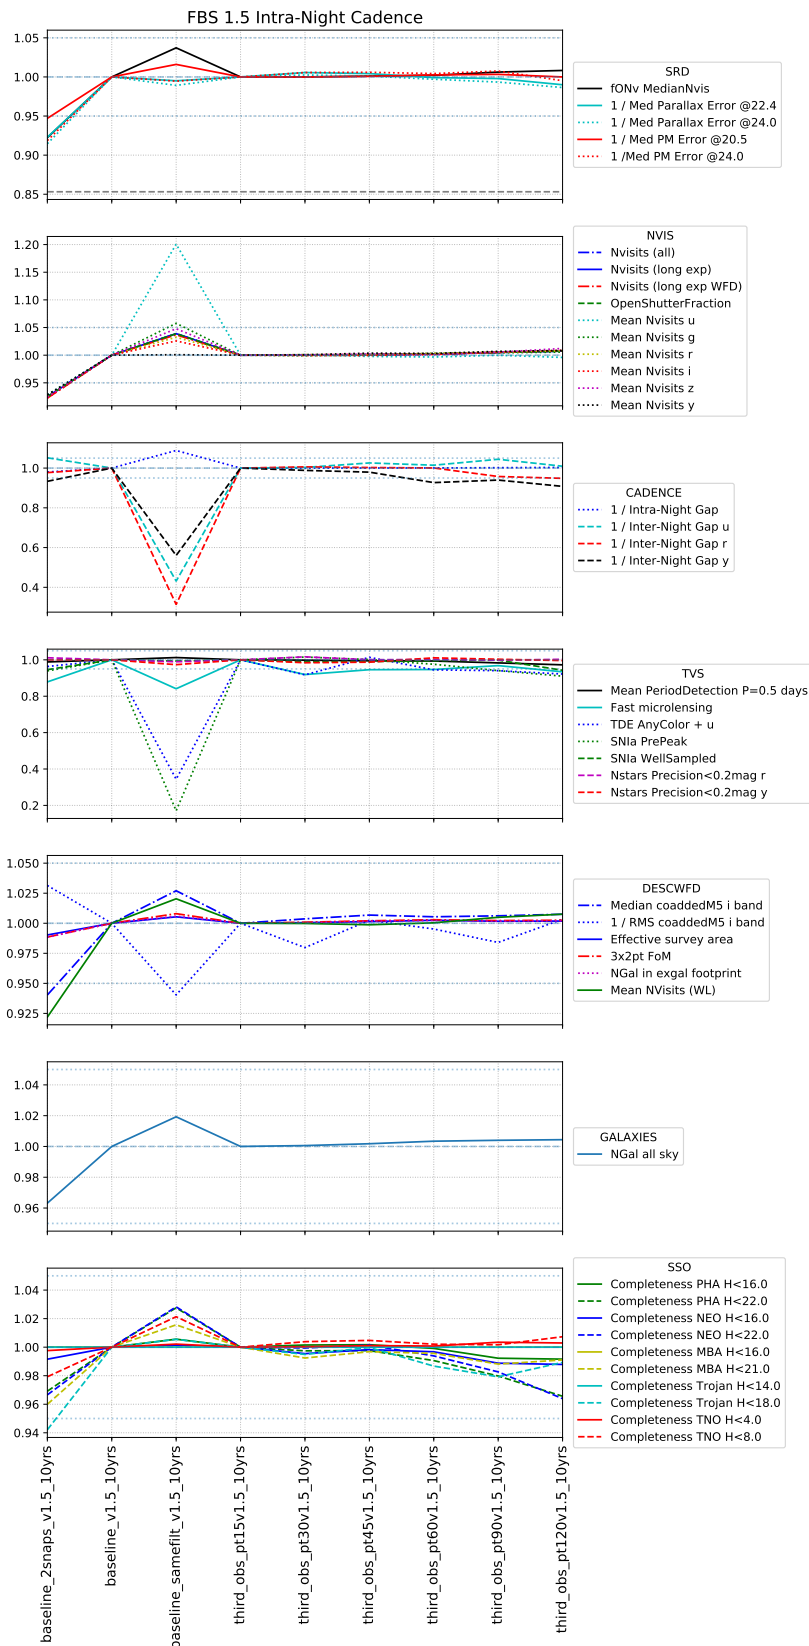 FBS 1.5 Intra-Night Cadence
1.05
1.00
0.95
0.90
0.85
SRD
fONv MedianNvis
1 / Med Parallax Error @22.4
1 / Med Parallax Error @24.0
1 / Med PM Error @20.5
1 /Med PM Error @24.0
1.20
1.15
1.10
1.05
1.00
0.95
NVIS
Nvisits (all)
Nvisits (long exp)
Nvisits (long exp WFD)
OpenShutterFraction
Mean Nvisits u
Mean Nvisits g
Mean Nvisits r
Mean Nvisits i
Mean Nvisits z
Mean Nvisits y
1.0
0.8
0.6
0.4
CADENCE
1 / Intra-Night Gap
1 / Inter-Night Gap u
1 / Inter-Night Gap r
1 / Inter-Night Gap y
1.0
0.8
0.6
0.4
0.2
TVS
Mean PeriodDetection P=0.5 days
Fast microlensing
TDE AnyColor + u
SNIa PrePeak
SNIa WellSampled
Nstars Precision<0.2mag r
Nstars Precision<0.2mag y
1.050
1.025
1.000
0.975
0.950
0.925
DESCWFD
Median coaddedM5 i band
1 / RMS coaddedM5 i band
Effective survey area
3x2pt FoM
NGal in exgal footprint
Mean NVisits (WL)
1.04
1.02
1.00
0.98
0.96
GALAXIES
NGal all sky
1.04
1.02
1.00
0.98
0.96
0.94
SSO
Completeness PHA H<16.0
Completeness PHA H<22.0
Completeness NEO H<16.0
Completeness NEO H<22.0
Completeness MBA H<16.0
Completeness MBA H<21.0
Completeness Trojan H<14.0
Completeness Trojan H<18.0
Completeness TNO H<4.0
Completeness TNO H<8.0
baseline_2snaps_v1.5_10yrs
baseline_v1.5_10yrs
baseline_samefilt_v1.5_10yrs
third_obs_pt15v1.5_10yrs
third_obs_pt30v1.5_10yrs
third_obs_pt45v1.5_10yrs
third_obs_pt60v1.5_10yrs
third_obs_pt90v1.5_10yrs
third_obs_pt120v1.5_10yrs